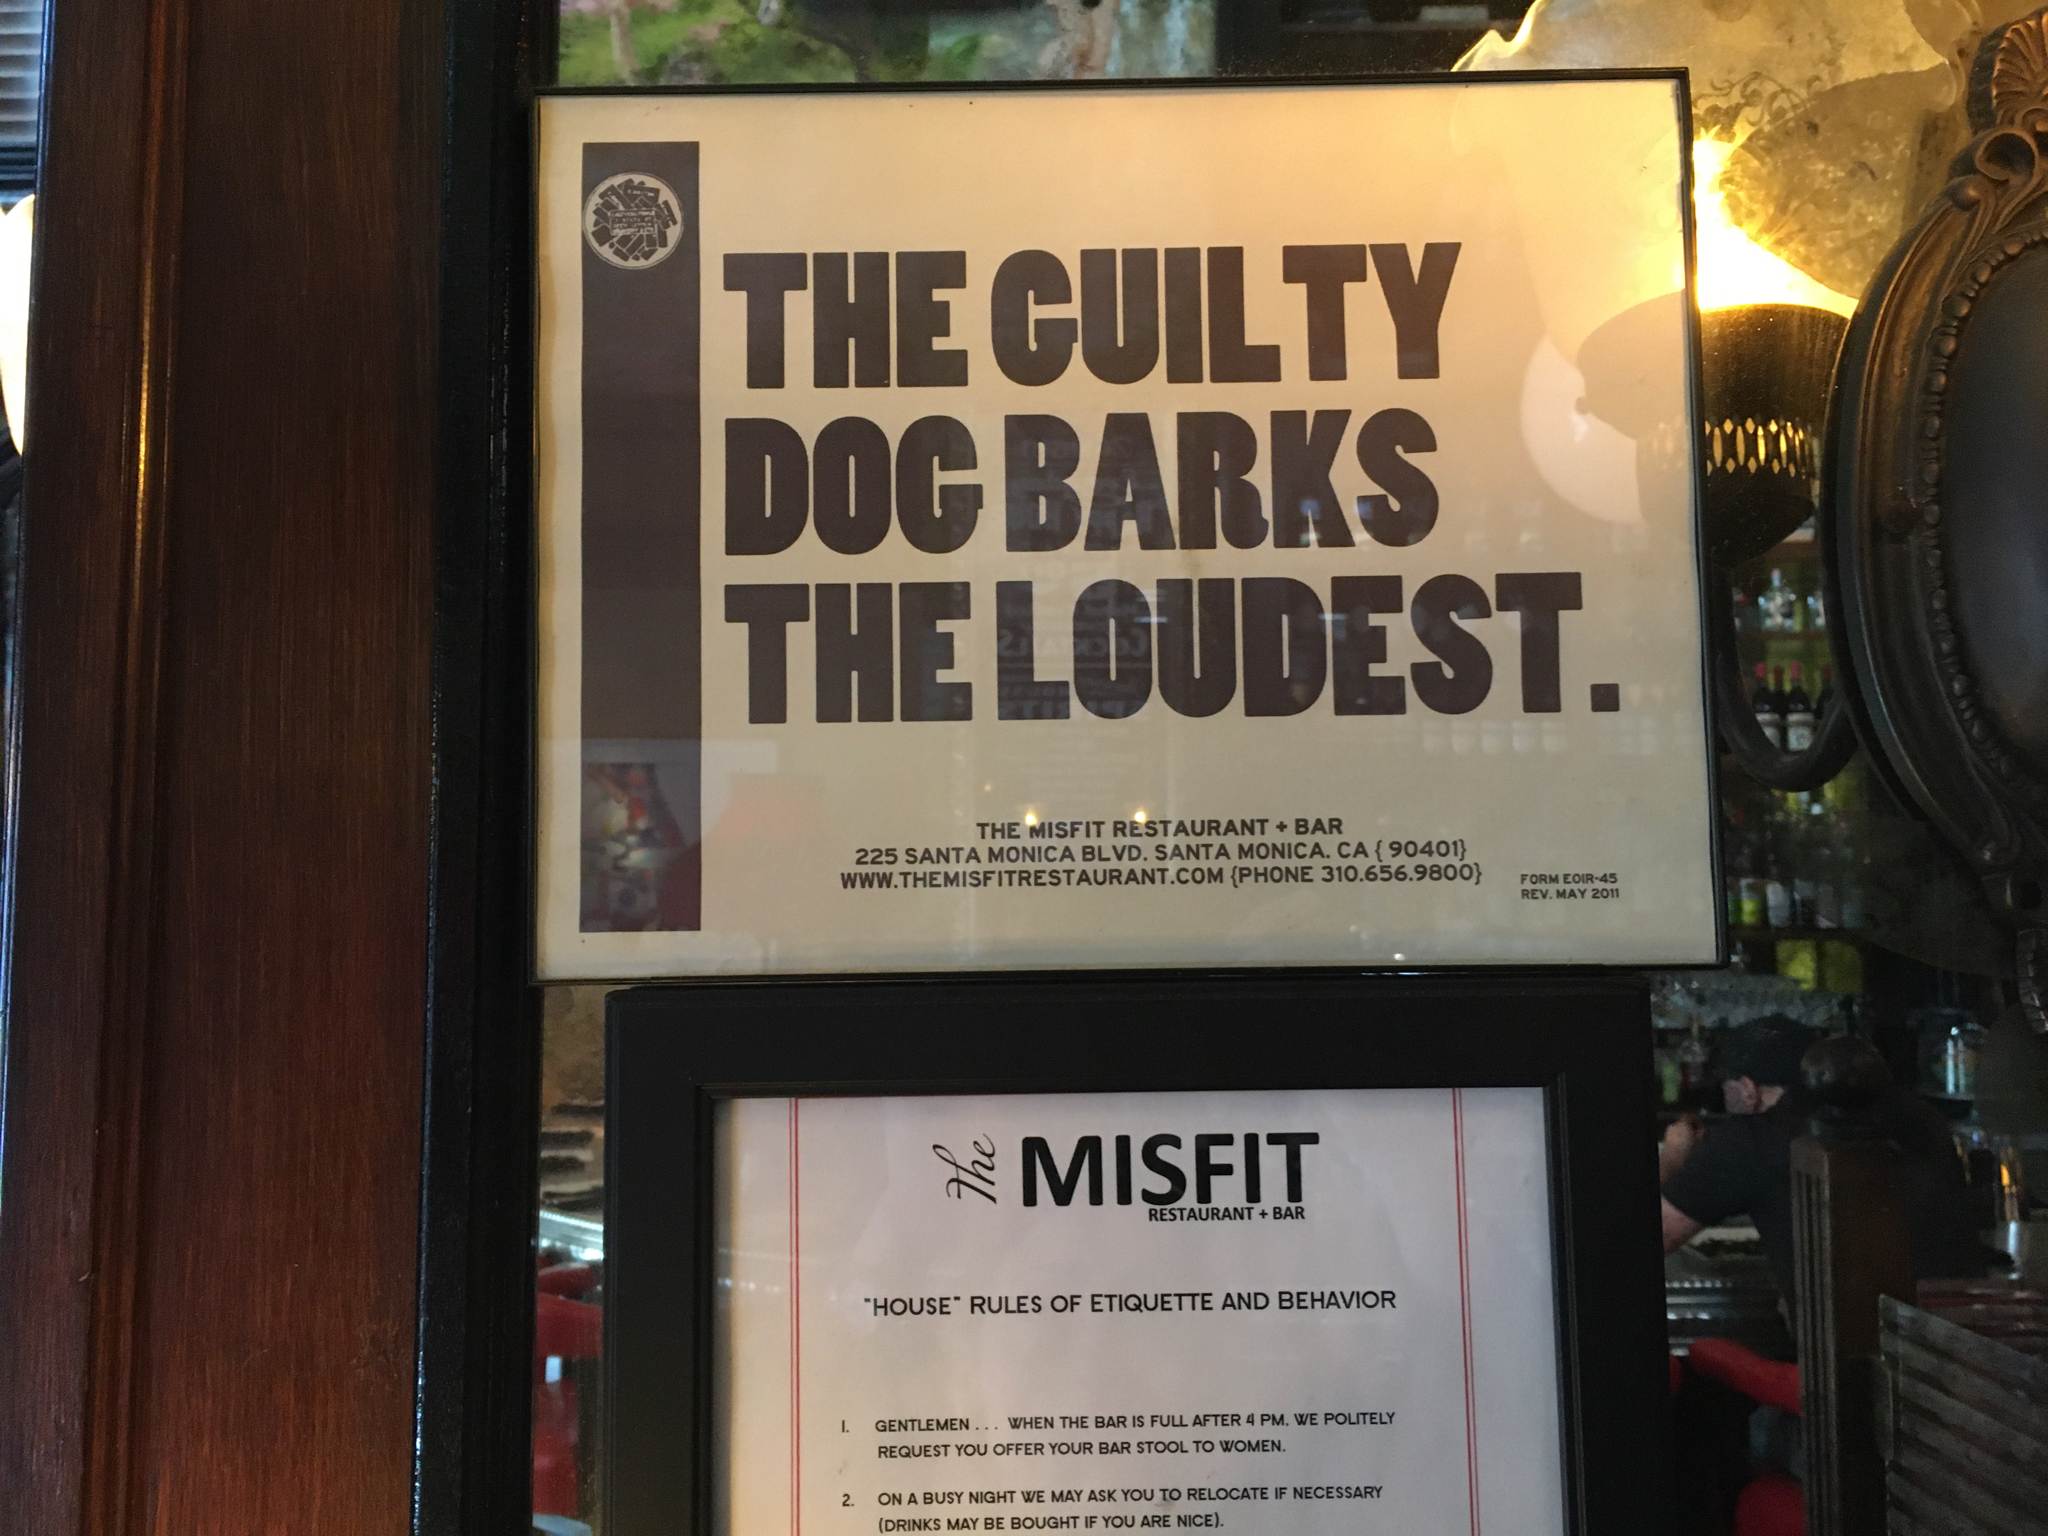 THE GUILTY
DOG BARKS
THE LOUDEST.
THE MISFIT RESTAURANT + BAR
225 SANTA MONICA BLVD. SANTA MONICA. CA { 90401}
WWW.THEMISFITRESTAURANT.COM {PHONE 310.656.9800}
FORM EOIR-45
REV. MAY 2011
The MISFIT
RESTAURANT + BAR
"HOUSE" RULES OF ETIQUETTE AND BEHAVIOR
1. GENTLEMEN . . . WHEN THE BAR IS FULL AFTER 4 PM, WE POLITELY
REQUEST YOU OFFER YOUR BAR STOOL TO WOMEN.
2. ON A BUSY NIGHT WE MAY ASK YOU TO RELOCATE IF NECESSARY
(DRINKS MAY BE BOUGHT IF YOU ARE NICE).